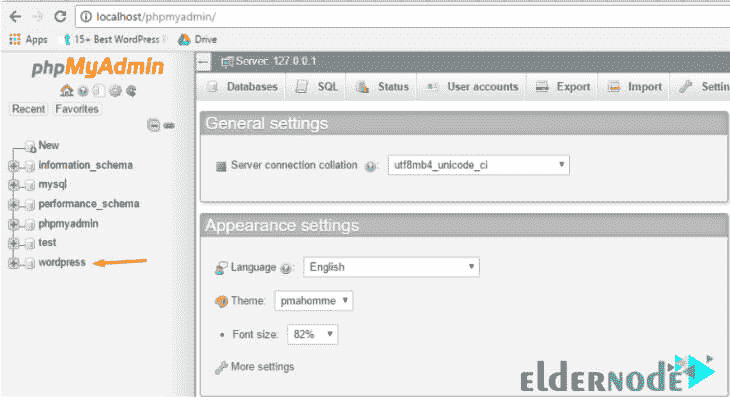 localhost/phpmyadmin/
Apps 15+ Best WordPress Drive
phpMyAdmin
Recent Favorites
New
information_schema
mysql
performance_schema
phpmyadmin
test
wordpress
Server: 127.0.0.1
Databases SQL Status User accounts Export Import Settin
General settings
Server connection collation : utf8mb4_unicode_ci
Appearance settings
Language : English
Theme: pmahomme
Font size: 82%
More settings
ELDERNODE